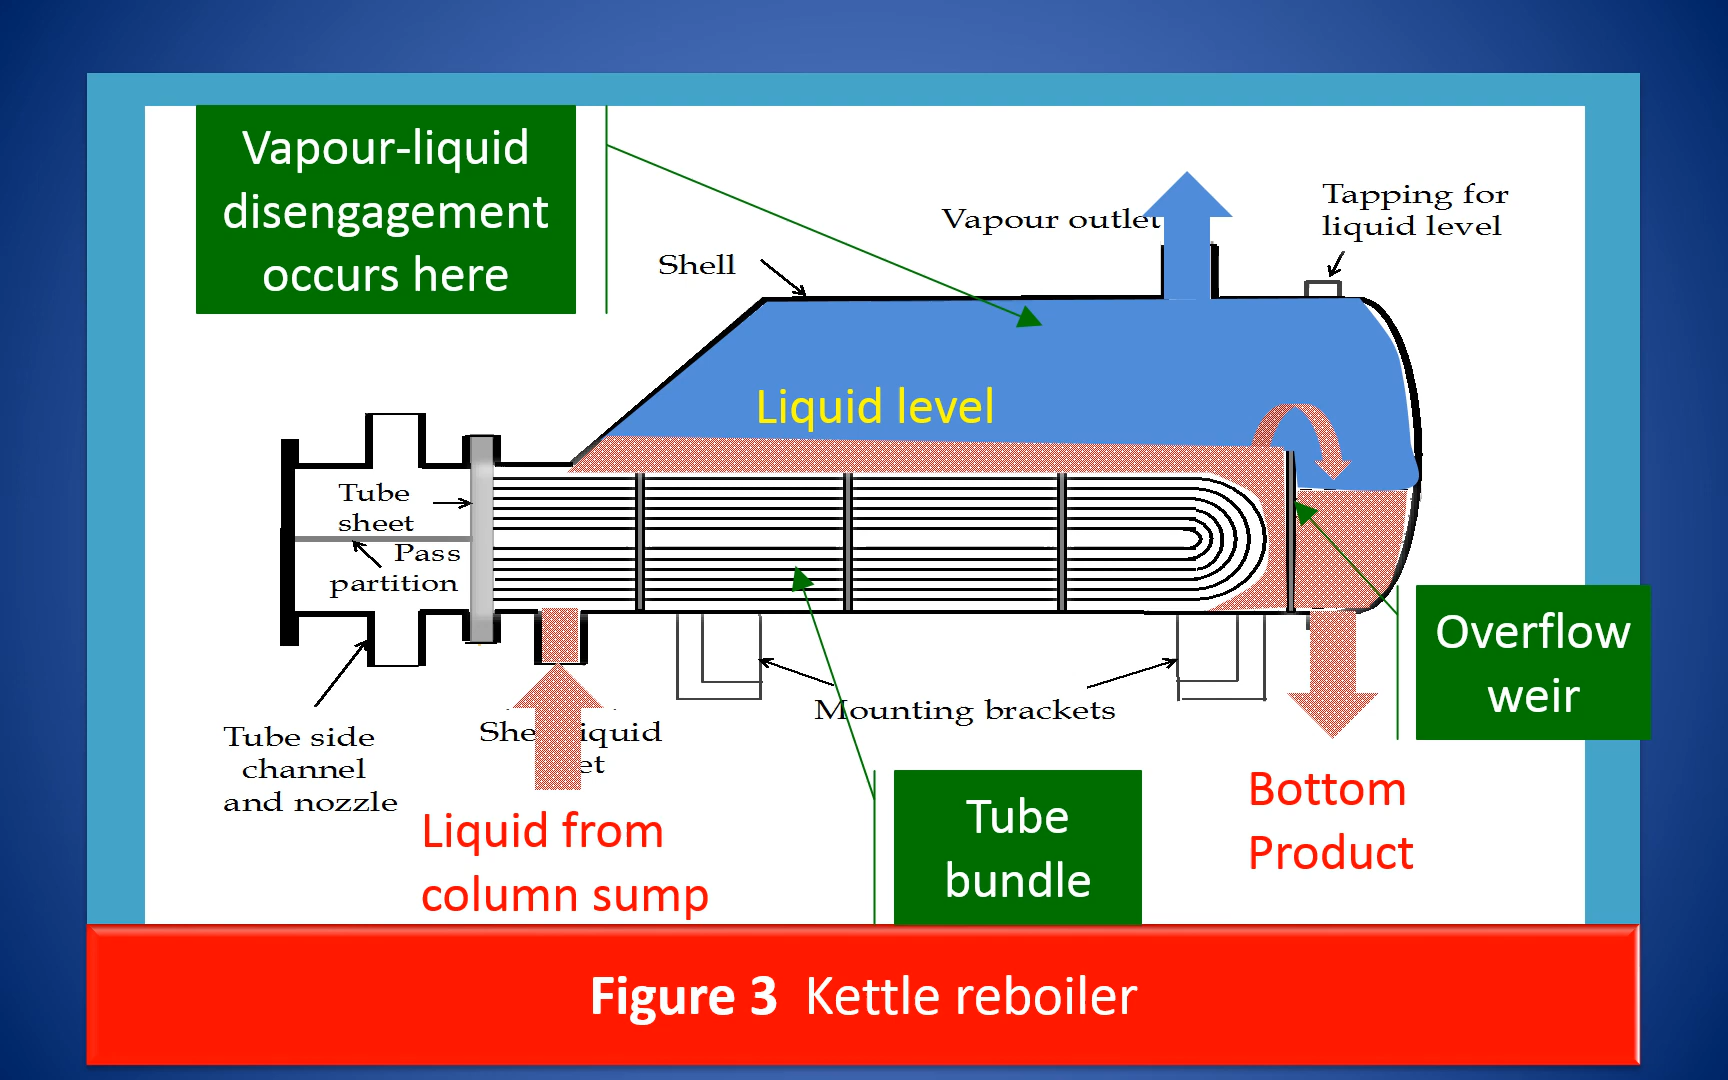 Vapour-liquid
disengagement
occurs here
Vapour outlet
Tapping for
liquid level
Shell
Liquid level
Tube
sheet
Pass
partition
Overflow
weir
Mounting brackets
Tube side
channel
and nozzle
Liquid from
column sump
Tube
bundle
Bottom
Product
Figure 3 Kettle reboiler